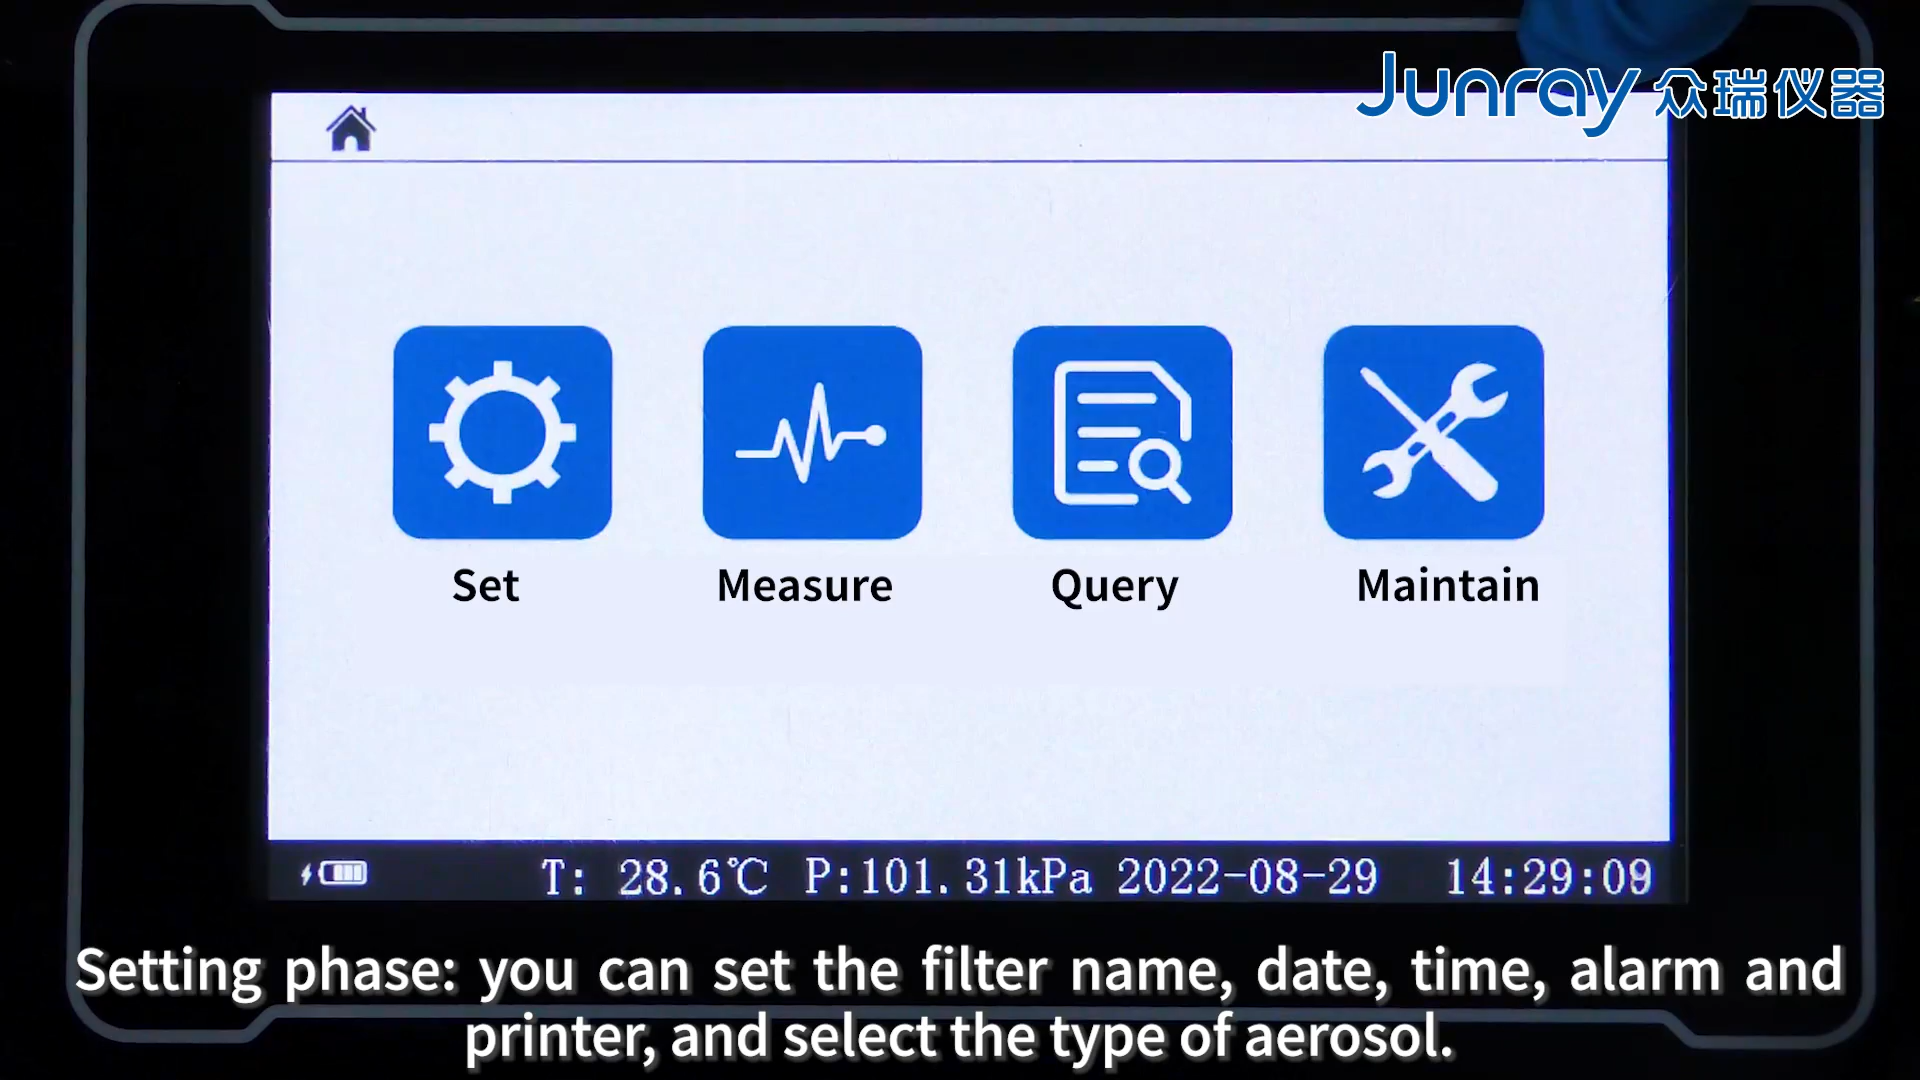 Junray 众瑞仪器
Set
Measure
Query
Maintain
T: 28.6℃ P:101.31kPa 2022-08-29 14:29:09
Setting phase: you can set the filter name, date, time, alarm and
printer, and select the type of aerosol.